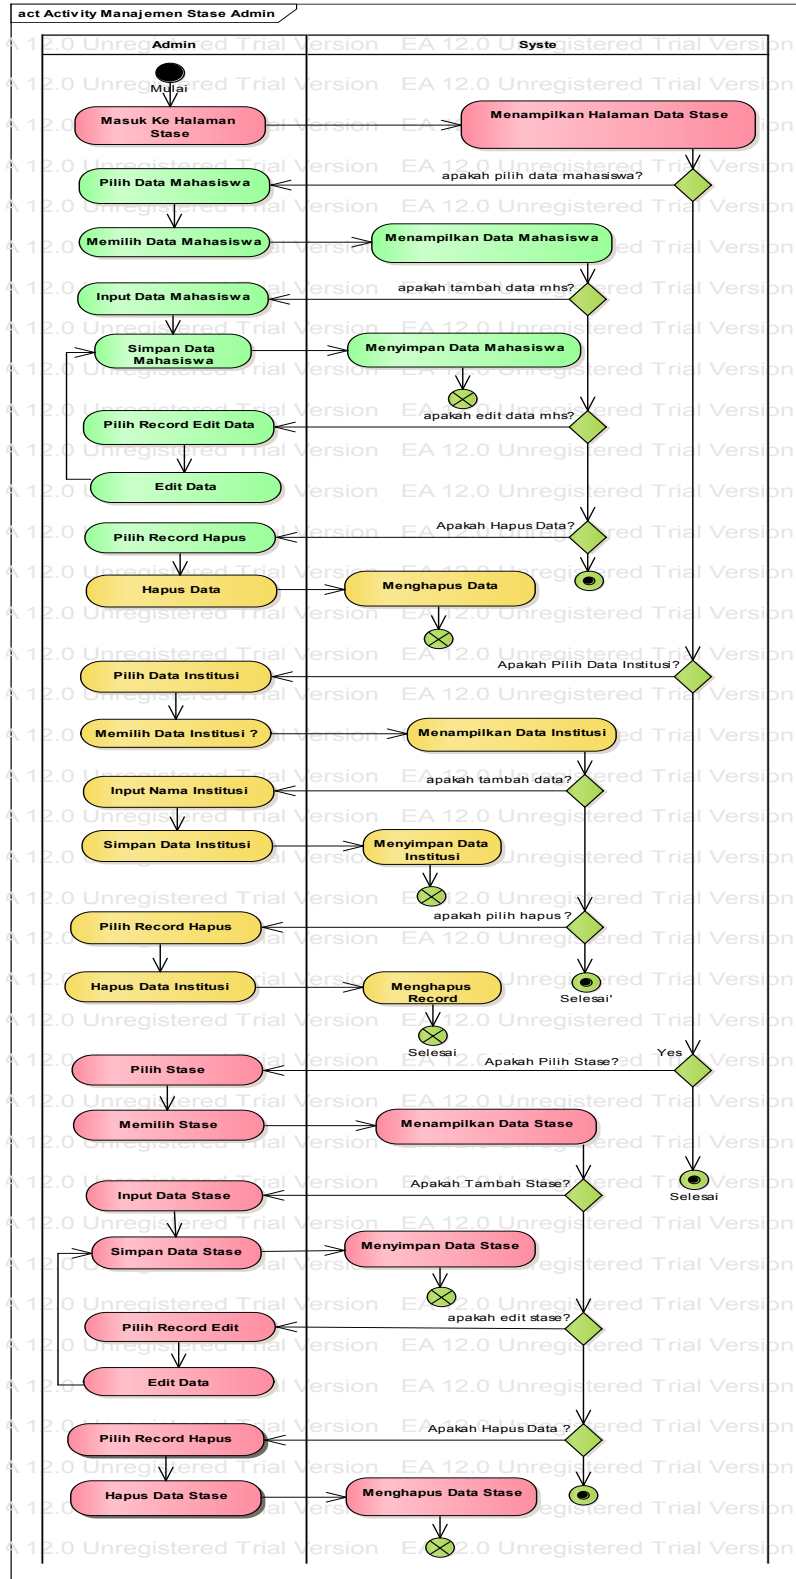 act Activity Manajemen Stase Admin
Admin
Syste
Mulai
Masuk Ke Halaman
Stase
Menampilkan Halaman Data Stase
apakah pilih data mahasiswa?
Pilih Data Mahasiswa
Memilih Data Mahasiswa
Menampilkan Data Mahasiswa
apakah tambah data mhs?
Input Data Mahasiswa
Simpan Data
Mahasiswa
Menyimpan Data Mahasiswa
apakah edit data mhs?
Pilih Record Edit Data
Edit Data
Apakah Hapus Data?
Pilih Record Hapus
Hapus Data
Menghapus Data
Apakah Pilih Data Institusi?
Pilih Data Institusi
Memilih Data Institusi ?
Menampilkan Data Institusi
apakah tambah data?
Input Nama Institusi
Simpan Data Institusi
Menyimpan Data
Institusi
apakah pilih hapus ?
Pilih Record Hapus
Hapus Data Institusi
Menghapus
Record
Selesai'
Selesai
Yes
Apakah Pilih Stase?
Pilih Stase
Memilih Stase
Menampilkan Data Stase
Selesai
Apakah Tambah Stase?
Input Data Stase
Simpan Data Stase
Menyimpan Data Stase
apakah edit stase?
Pilih Record Edit
Edit Data
Apakah Hapus Data ?
Pilih Record Hapus
Hapus Data Stase
Menghapus Data Stase
EA 12.0 Unregistered Trial Version